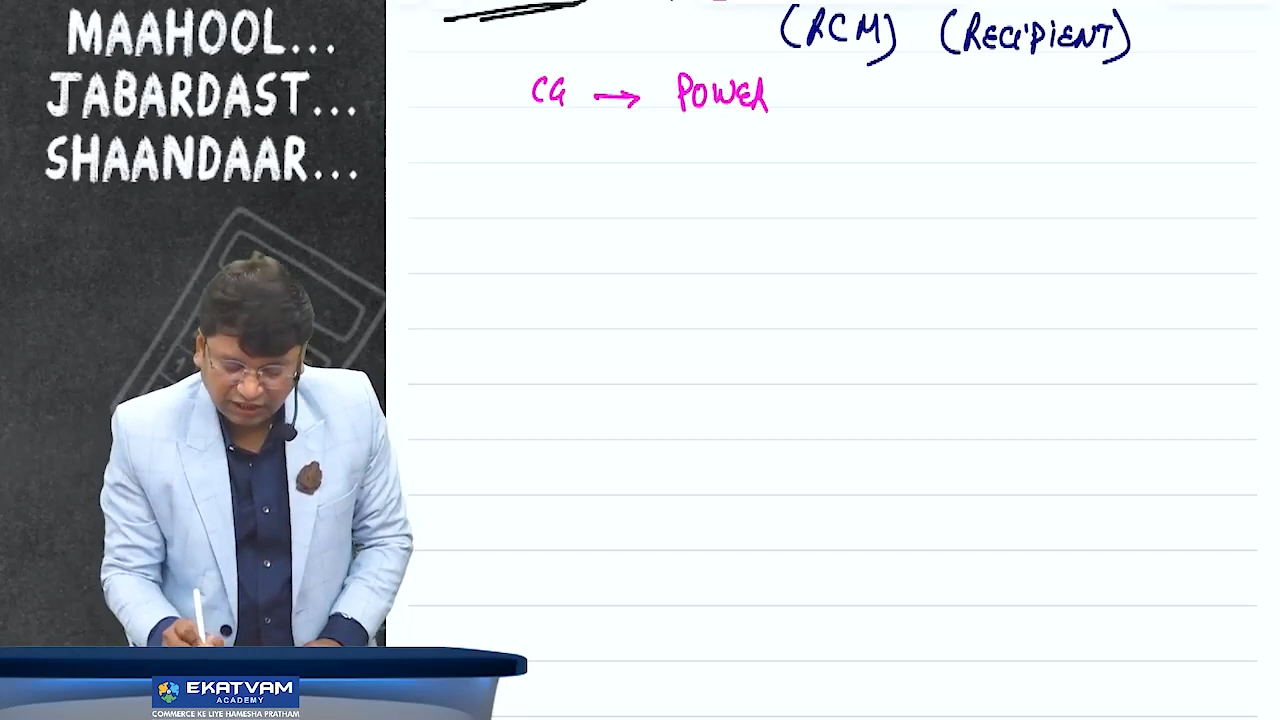 MAAHOOL...
JABARDAST...
SHAANDAAR...
(RCM) (RECIPIENT)
CG → POWER
EKATVAM
ACADEMY
COMMERCE KE LIYE HAMESHA PRATHAM